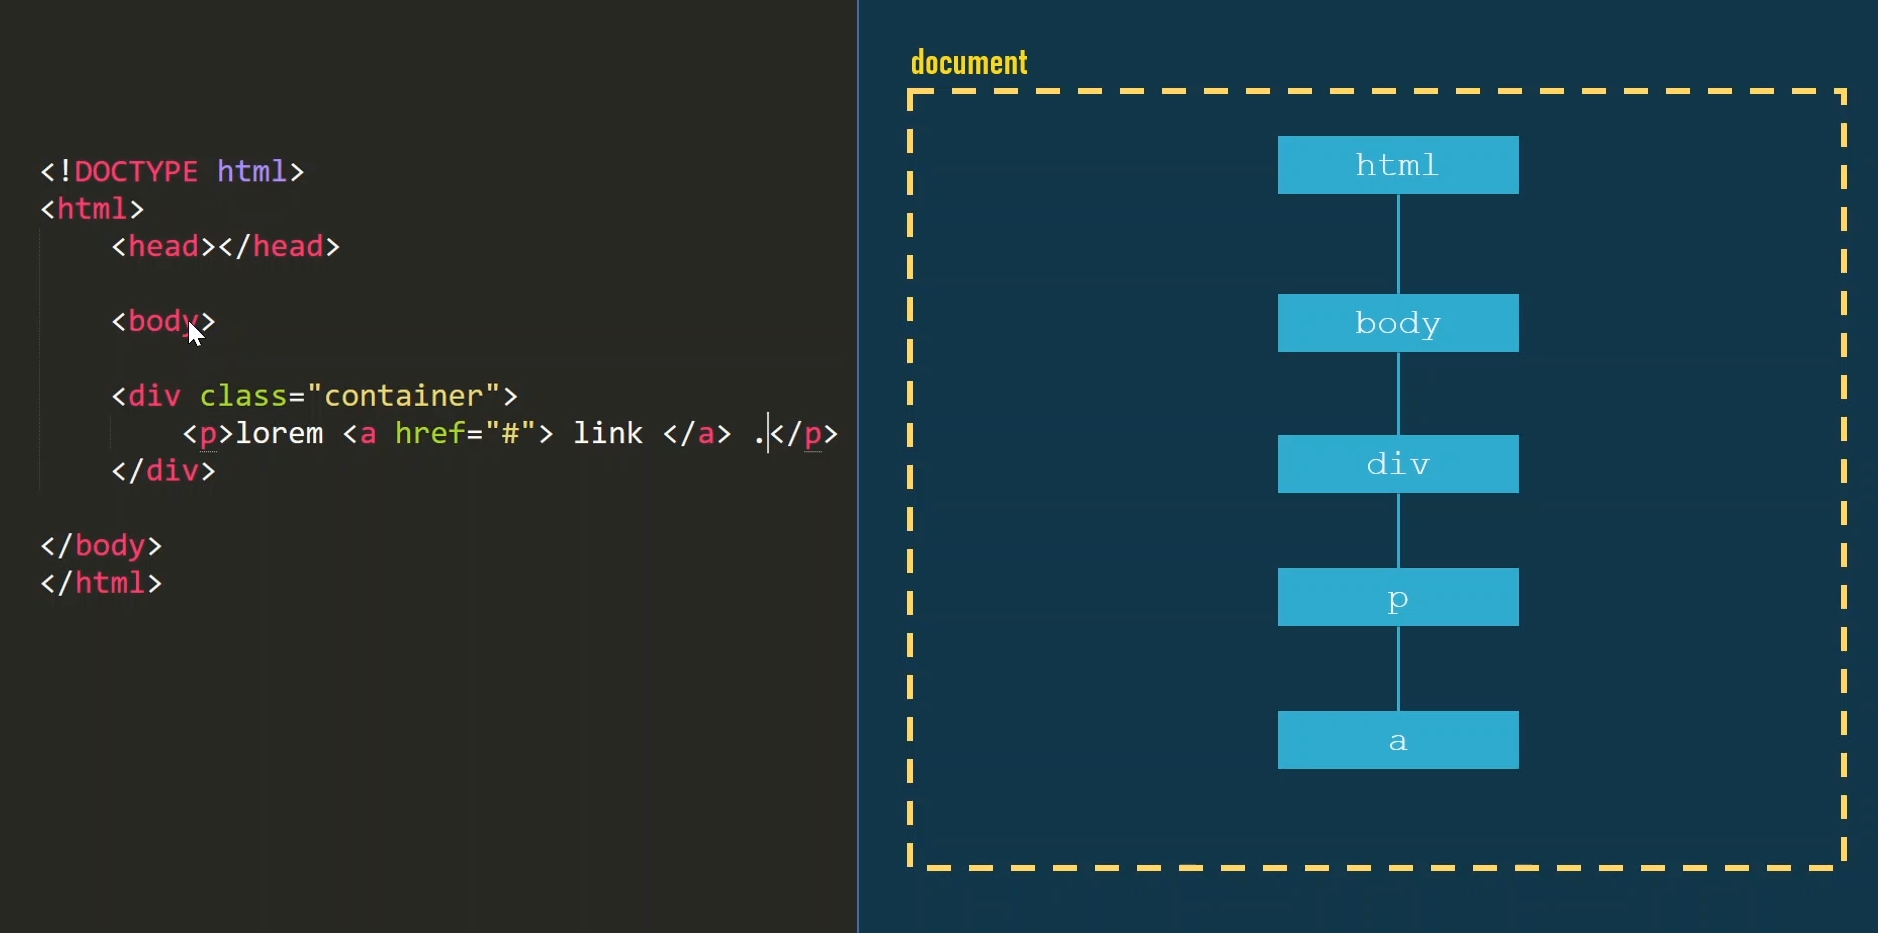 <!DOCTYPE html>
<html>
<head></head>
<body>
<div class="container">
<p>lorem <a href="#"> link </a> .</p>
</div>
</body>
</html>
document
html
body
div
p
a